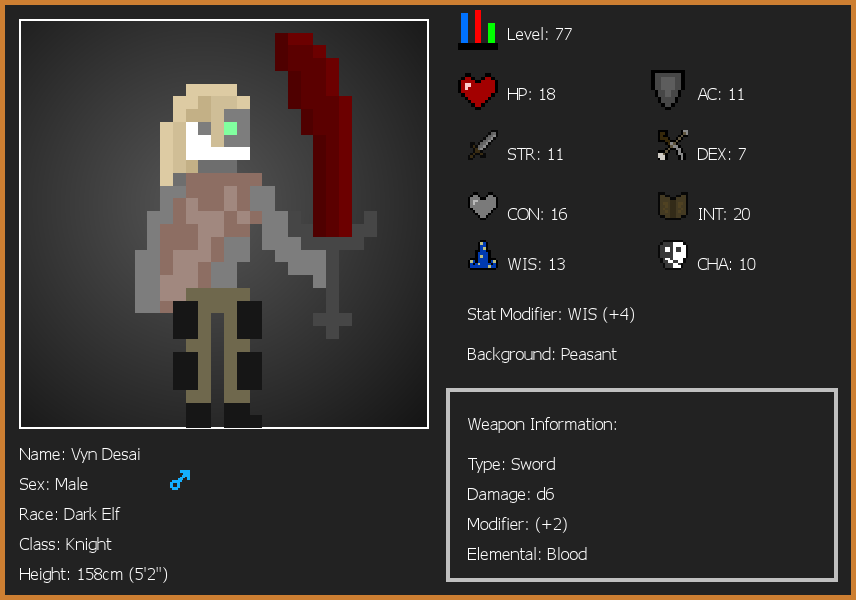 Level: 77
HP: 18
AC: 11
STR: 11
DEX: 7
CON: 16
INT: 20
WIS: 13
CHA: 10
Stat Modifier: WIS (+4)
Background: Peasant
Weapon Information:
Type: Sword
Damage: d6
Modifier: (+2)
Elemental: Blood
Name: Vyn Desai
Sex: Male
Race: Dark Elf
Class: Knight
Height: 158cm (5'2")